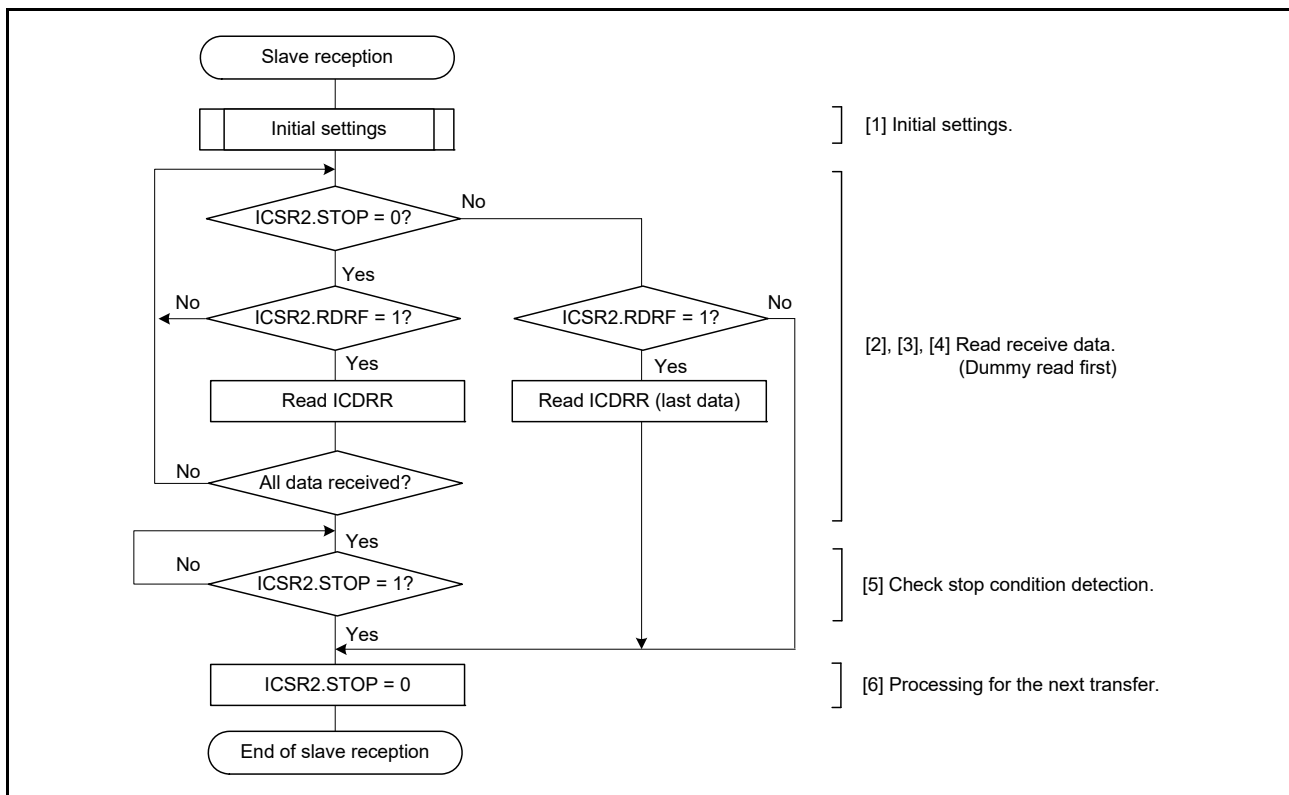 Slave reception
Initial settings
[1] Initial settings.
ICSR2.STOP = 0?
No
Yes
No
ICSR2.RDRF = 1?
ICSR2.RDRF = 1?
No
[2], [3], [4] Read receive data.
(Dummy read first)
Yes
Yes
Read ICDRR
Read ICDRR (last data)
No
All data received?
Yes
No
ICSR2.STOP = 1?
[5] Check stop condition detection.
Yes
ICSR2.STOP = 0
[6] Processing for the next transfer.
End of slave reception